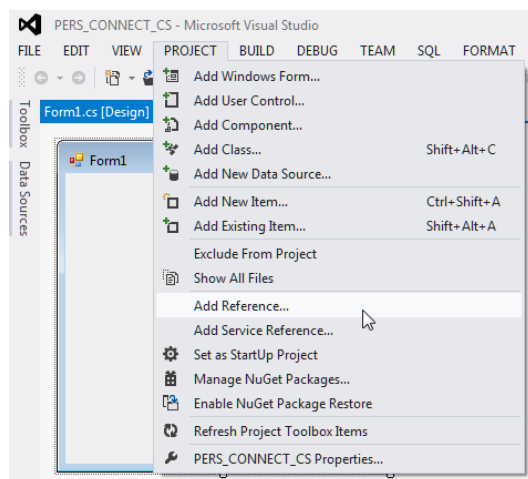 PERS_CONNECT_CS - Microsoft Visual Studio
FILE EDIT VIEW PROJECT BUILD DEBUG TEAM SQL FORMAT
Toolbox
Data Sources
Form1.cs [Design]
Form1
Add Windows Form...
Add User Control...
Add Component...
Add Class... Shift+Alt+C
Add New Data Source...
Add New Item... Ctrl+Shift+A
Add Existing Item... Shift+Alt+A
Exclude From Project
Show All Files
Add Reference...
Add Service Reference...
Set as StartUp Project
Manage NuGet Packages...
Enable NuGet Package Restore
Refresh Project Toolbox Items
PERS_CONNECT_CS Properties...